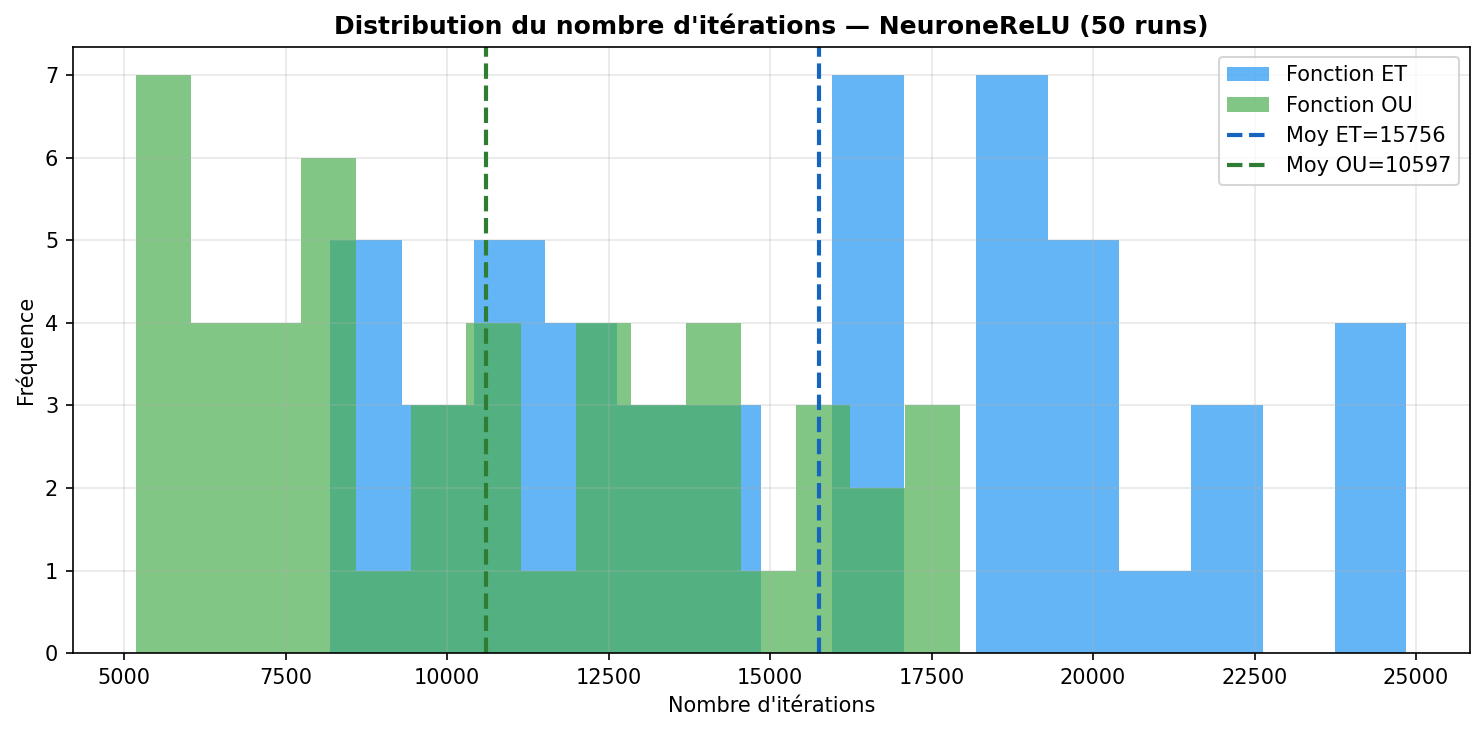 Distribution du nombre d'itérations — NeuroneReLU (50 runs)
Fonction ET
Fonction OU
Moy ET=15756
Moy OU=10597
Fréquence
7
6
5
4
3
2
1
0
5000 7500 10000 12500 15000 17500 20000 22500 25000
Nombre d'itérations